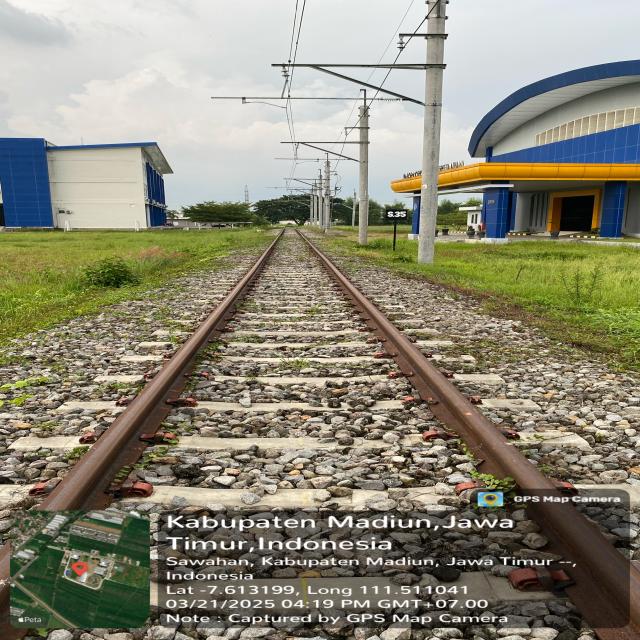 S.35
GPS Map Camera
Kabupaten Madiun,Jawa
Timur,Indonesia
Sawahan, Kabupaten Madiun, Jawa Timur --,
Indonesia
Lat -7.613199, Long 111.511041
03/21/2025 04:19 PM GMT+07.00
Note : Captured by GPS Map Camera
Peta